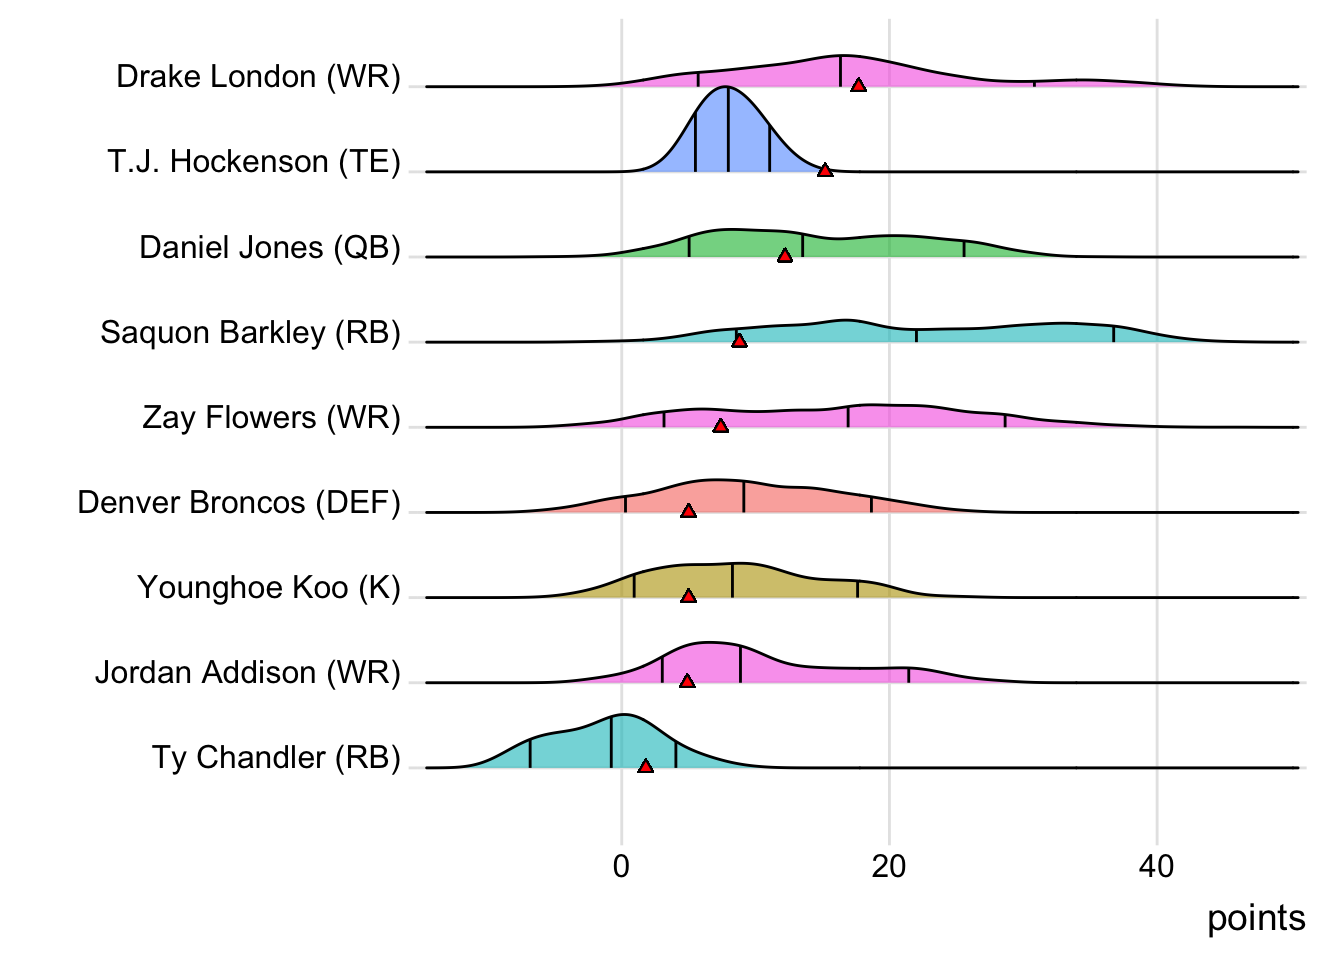 Drake London (WR)
T.J. Hockenson (TE)
Daniel Jones (QB)
Saquon Barkley (RB)
Zay Flowers (WR)
Denver Broncos (DEF)
Younghoe Koo (K)
Jordan Addison (WR)
Ty Chandler (RB)
0 20 40
points